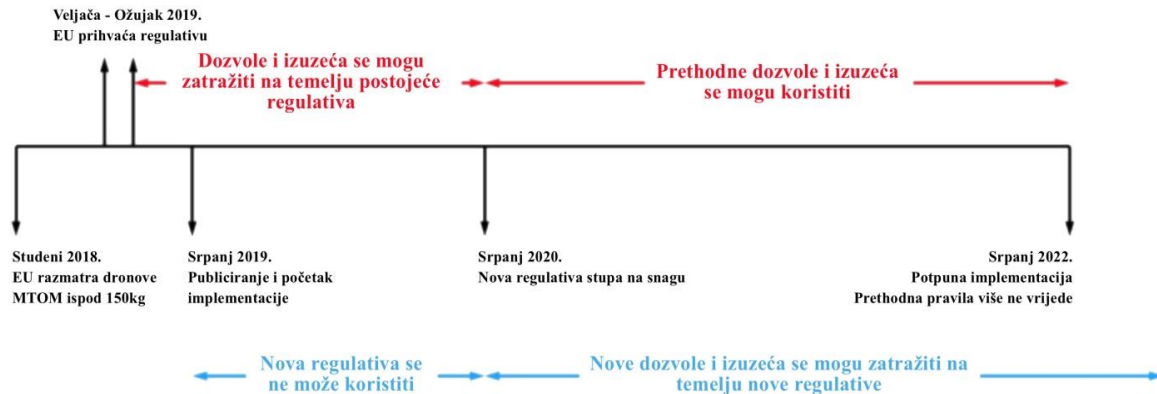 Veljača - Ožujak 2019.
EU prihvaća regulativu
Dozvole i izuzeća se mogu
zatražiti na temelju postojeće
regulativa
Prethodne dozvole i izuzeća
se mogu koristiti
Studeni 2018.
EU razmatra dronove
MTOM ispod 150kg
Srpanj 2019.
Publiciranje i početak
implementacije
Srpanj 2020.
Nova regulativa stupa na snagu
Srpanj 2022.
Potpuna implementacija
Prethodna pravila više ne vrijede
Nova regulativa se
ne može koristiti
Nove dozvole i izuzeća se mogu zatražiti na
temelju nove regulative